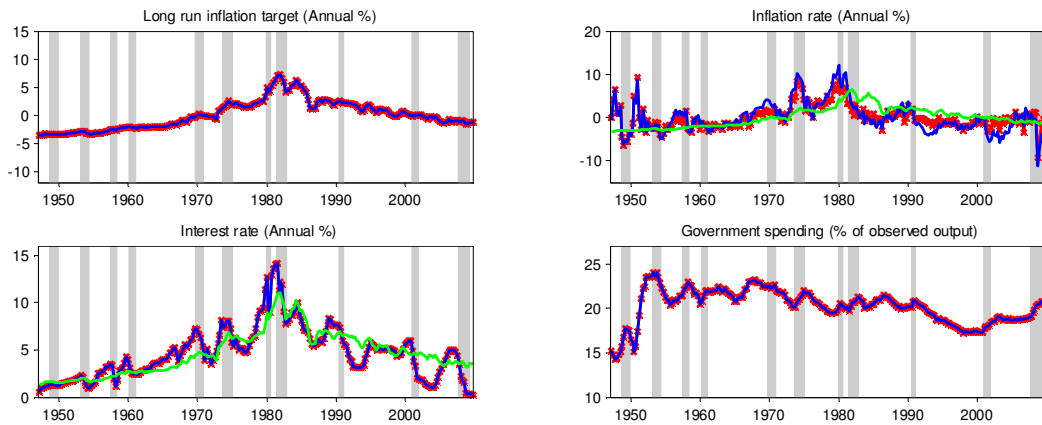 Long run inflation target (Annual %)
15
10
5
0
-5
-10
1950 1960 1970 1980 1990 2000
Inflation rate (Annual %)
20
10
0
-10
1950 1960 1970 1980 1990 2000
Interest rate (Annual %)
15
10
5
0
1950 1960 1970 1980 1990 2000
Government spending (% of observed output)
25
20
15
10
1950 1960 1970 1980 1990 2000